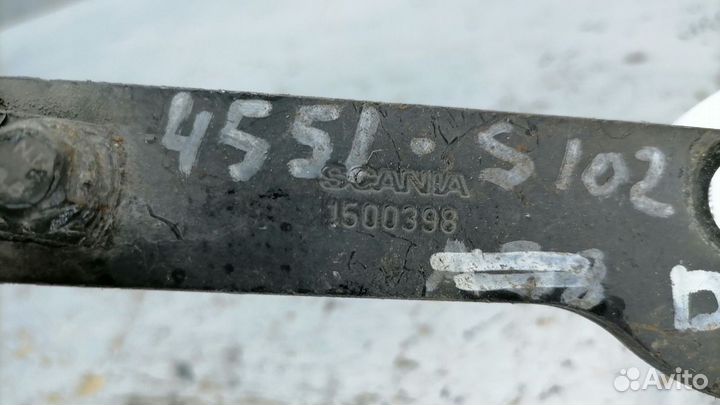 4551. S102
SCANIA
1500398
D
Avito